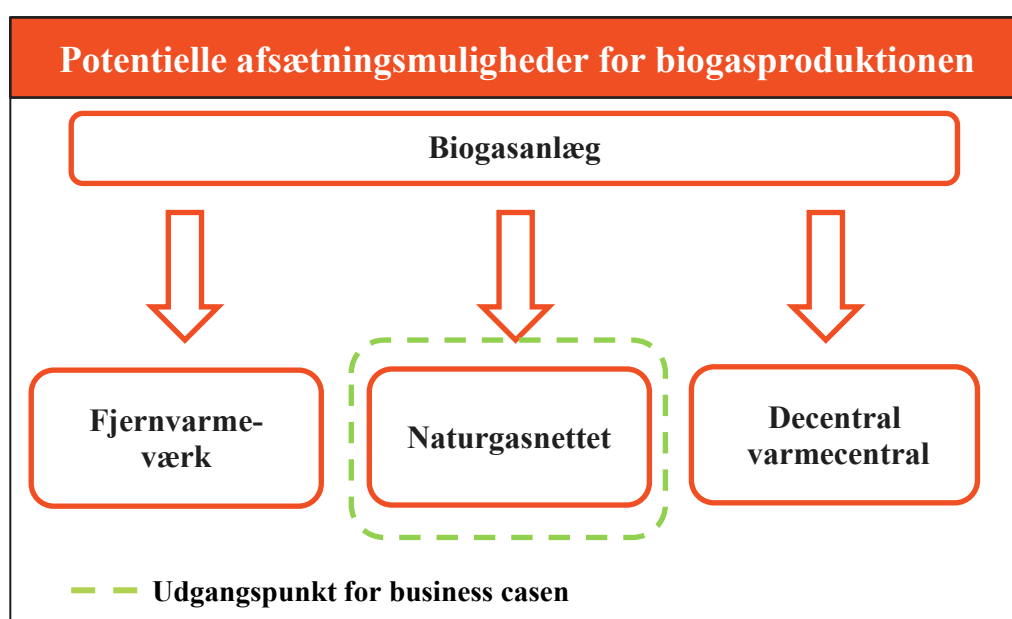 Potentielle afsætningsmuligheder for biogasproduktionen
Biogasanlæg
Fjernvarme-
værk
Naturgasnettet
Decentral
varmecentral
Udgangspunkt for business casen